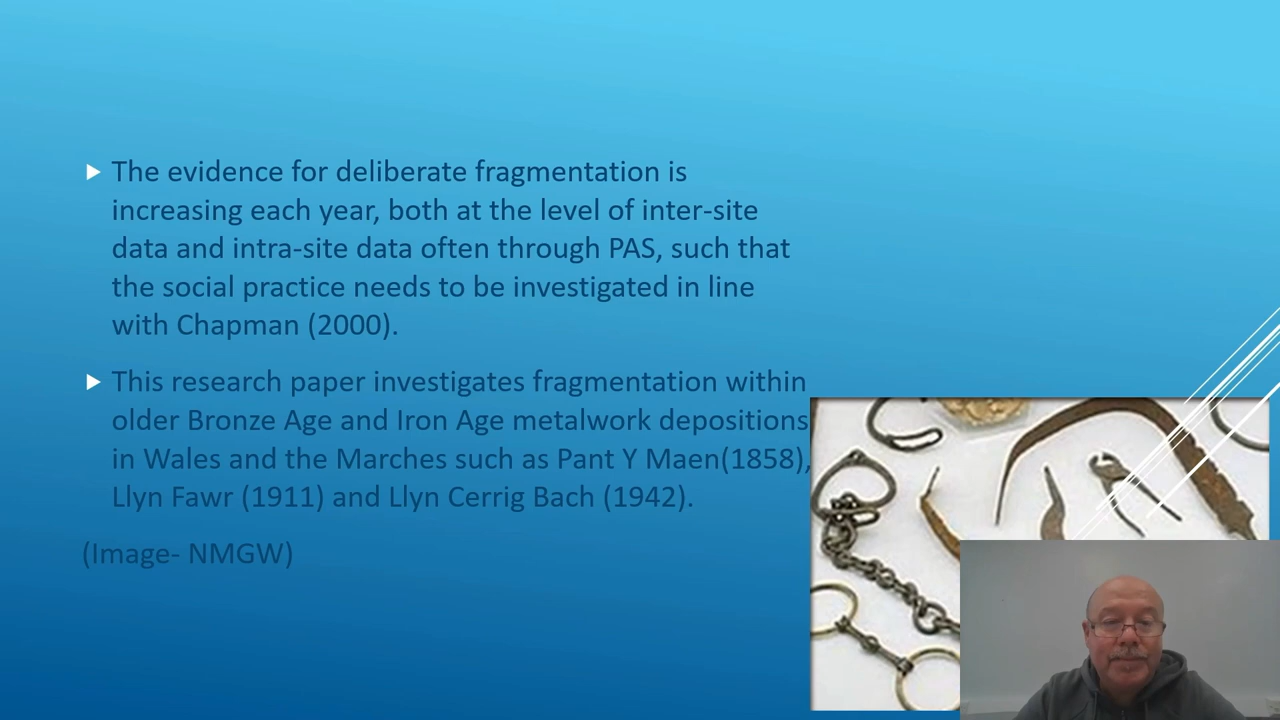 The evidence for deliberate fragmentation is
increasing each year, both at the level of inter-site
data and intra-site data often through PAS, such that
the social practice needs to be investigated in line
with Chapman (2000).
This research paper investigates fragmentation within
older Bronze Age and Iron Age metalwork depositions
in Wales and the Marches such as Pant Y Maen(1858),
Llyn Fawr (1911) and Llyn Cerrig Bach (1942).
(Image- NMGW)